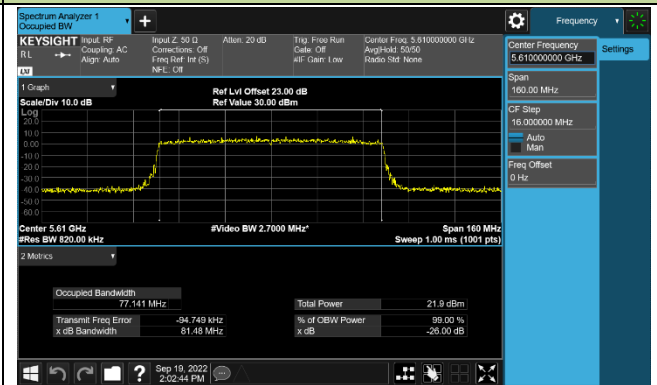 Spectrum Analyzer 1
Occupied BW
Frequency
KEYSIGHT
RL
LXI
Input: RF
Coupling: AC
Align: Auto
Input Z: 50 Ω
Corrections: Off
Freq Ref: Int (S)
NFE: Off
Atten: 20 dB
Trig: Free Run
Gate: Off
#IF Gain: Low
Center Freq: 5.610000000 GHz
Avg|Hold: 50/50
Radio Std: None
Center Frequency
5.610000000 GHz
Settings
Span
160.00 MHz
CF Step
16.000000 MHz
Auto
Man
Freq Offset
0 Hz
1 Graph
Scale/Div 10.0 dB
Ref Lvl Offset 23.00 dB
Ref Value 30.00 dBm
Log
20.0
10.0
0.00
-10.0
-20.0
-30.0
-40.0
-50.0
-60.0
Center 5.61 GHz
#Video BW 2.7000 MHz*
Span 160 MHz
#Res BW 820.00 kHz
Sweep 1.00 ms (1001 pts)
2 Metrics
Occupied Bandwidth
77.141 MHz
Total Power
21.9 dBm
Transmit Freq Error
-94.749 kHz
% of OBW Power
99.00 %
x dB Bandwidth
81.48 MHz
x dB
-26.00 dB
?
Sep 19, 2022
2:02:44 PM